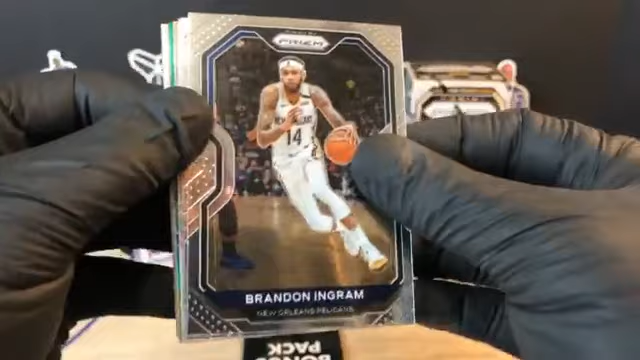 PRIZM
14
BRANDON INGRAM
NEW ORLEANS PELICANS
BONUS
PACK